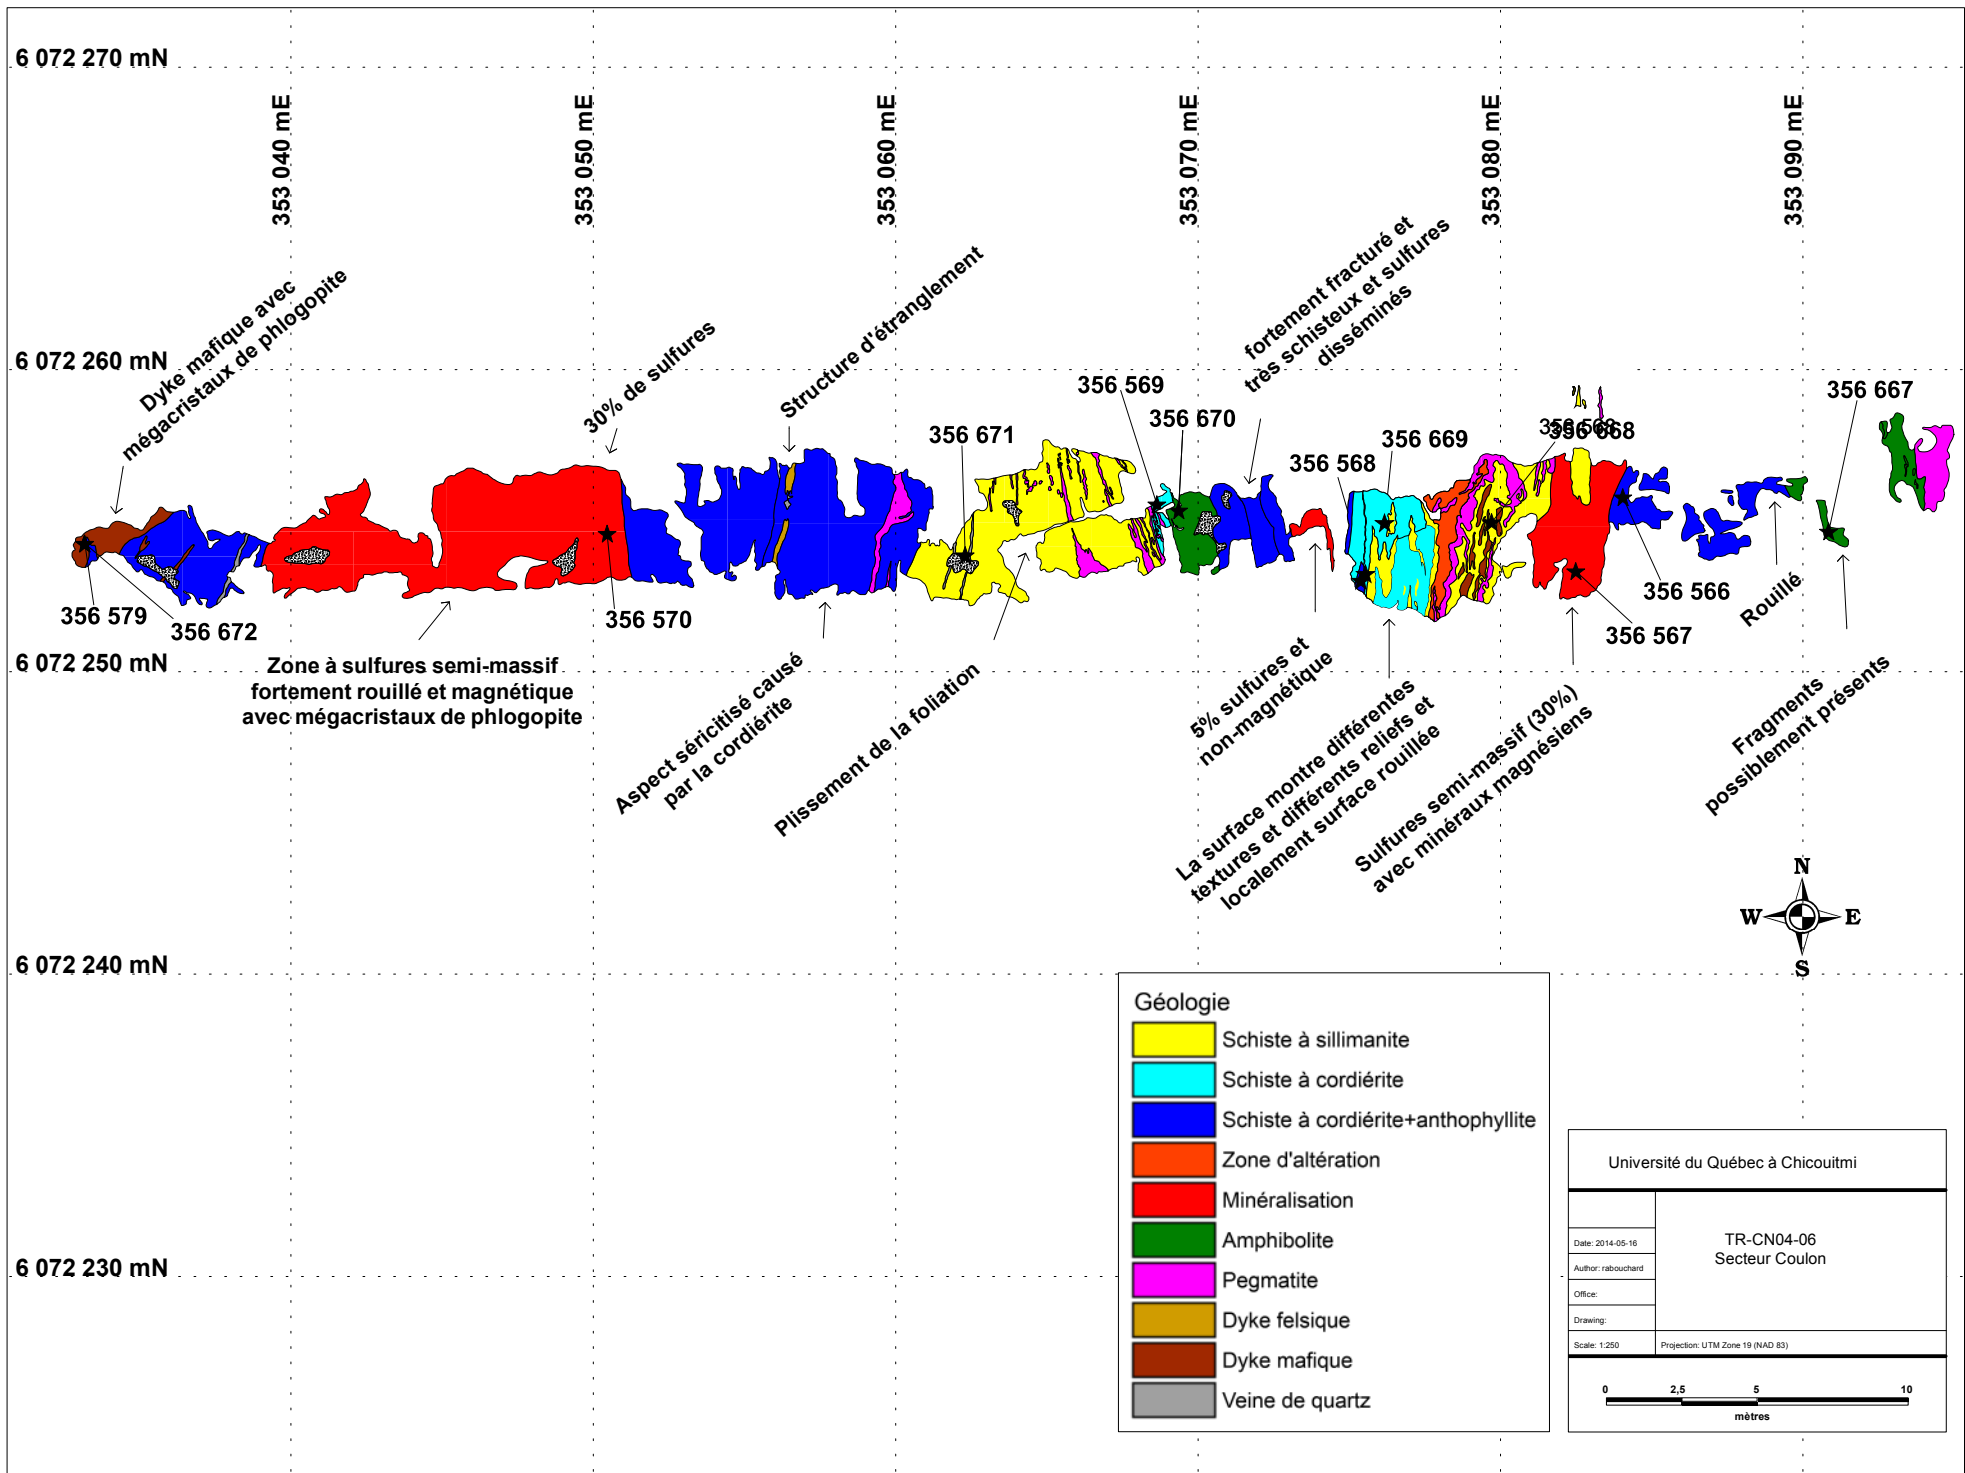 6 072 270 mN
353 040 mE
353 050 mE
353 060 mE
353 070 mE
353 080 mE
353 090 mE
6 072 260 mN
Dyke mafique avec
mégacristaux de phlogopite
30% de sulfures
Structure d'étranglement
fortement fracturé et
très schisteux et sulfures
disséminés
356 671
356 569
356 670
356 568
356 669
356 668
356 667
356 579
356 672
356 570
356 566
356 567
Rouillé
6 072 250 mN
Zone à sulfures semi-massif
fortement rouillé et magnétique
avec mégacristaux de phlogopite
Aspect séricitisé causé
par la cordiérite
Plissement de la foliation
5% sulfures et
non-magnétique
La surface montre différentes
textures et différents reliefs et
localement surface rouillée
Sulfures semi-massif (30%)
avec minéraux magnésiens
Fragments
possiblement présents
N
W
E
S
6 072 240 mN
6 072 230 mN
Géologie
Schiste à sillimanite
Schiste à cordiérite
Schiste à cordiérite+anthophyllite
Zone d'altération
Minéralisation
Amphibolite
Pegmatite
Dyke felsique
Dyke mafique
Veine de quartz
Université du Québec à Chicouitmi
TR-CN04-06
Secteur Coulon
Date: 2014-05-16
Author: rabouchard
Office:
Drawing:
Scale: 1:250
Projection: UTM Zone 19 (NAD 83)
0 2,5 5 10
mètres